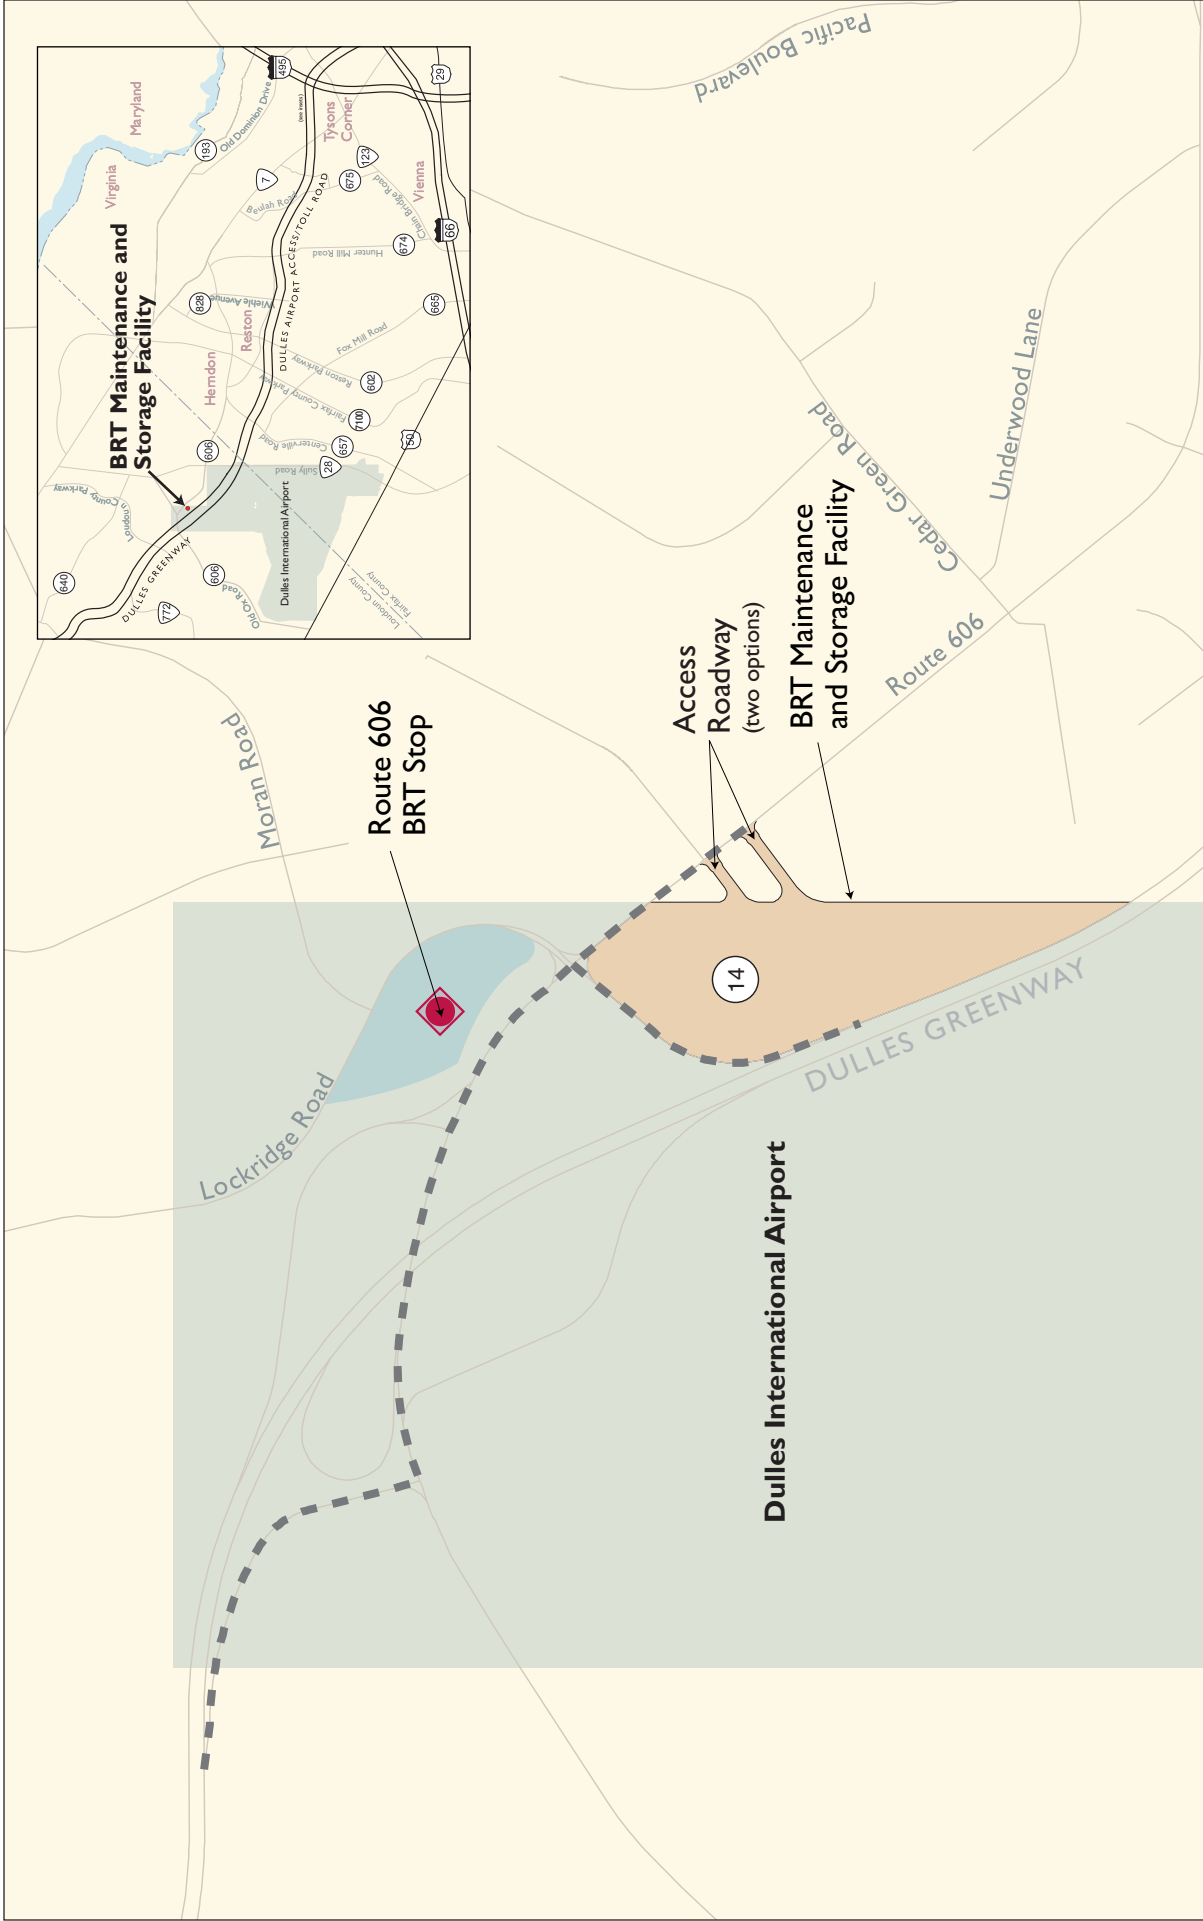 BRT Maintenance and
Storage Facility
Maryland
Virginia
193
Old Dominion Drive
495
(see inset)
Tysons
Corner
29
7
Beulah Road
123
675
Chain Bridge Road
Vienna
66
674
Hunter Mill Road
828
Wiehle Avenue
Reston
Herndon
DULLES AIRPORT ACCESS/TOLL ROAD
665
Fox Mill Road
Reston Parkway
602
Fairfax County Parkway
7100
606
Centerville Road
657
28
50
Sully Road
Loudoun County Parkway
DULLES GREENWAY
640
772
606
Old Ox Road
Dulles International Airport
Loudoun County
Fairfax County
Pacific Boulevard
Underwood Lane
Cedar Green Road
Route 606
Moran Road
Route 606
BRT Stop
Access
Roadway
(two options)
BRT Maintenance
and Storage Facility
14
Lockridge Road
DULLES GREENWAY
Dulles International Airport